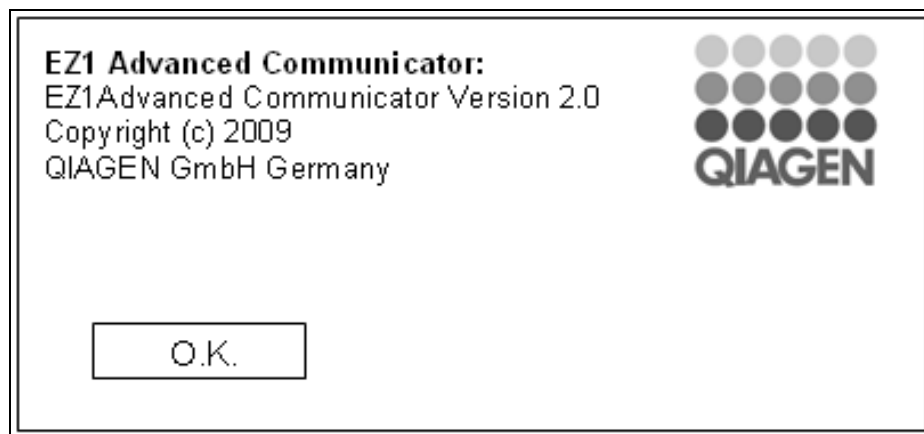 EZ1 Advanced Communicator:
EZ1Advanced Communicator Version 2.0
Copyright (c) 2009
QIAGEN GmbH Germany
QIAGEN
O.K.